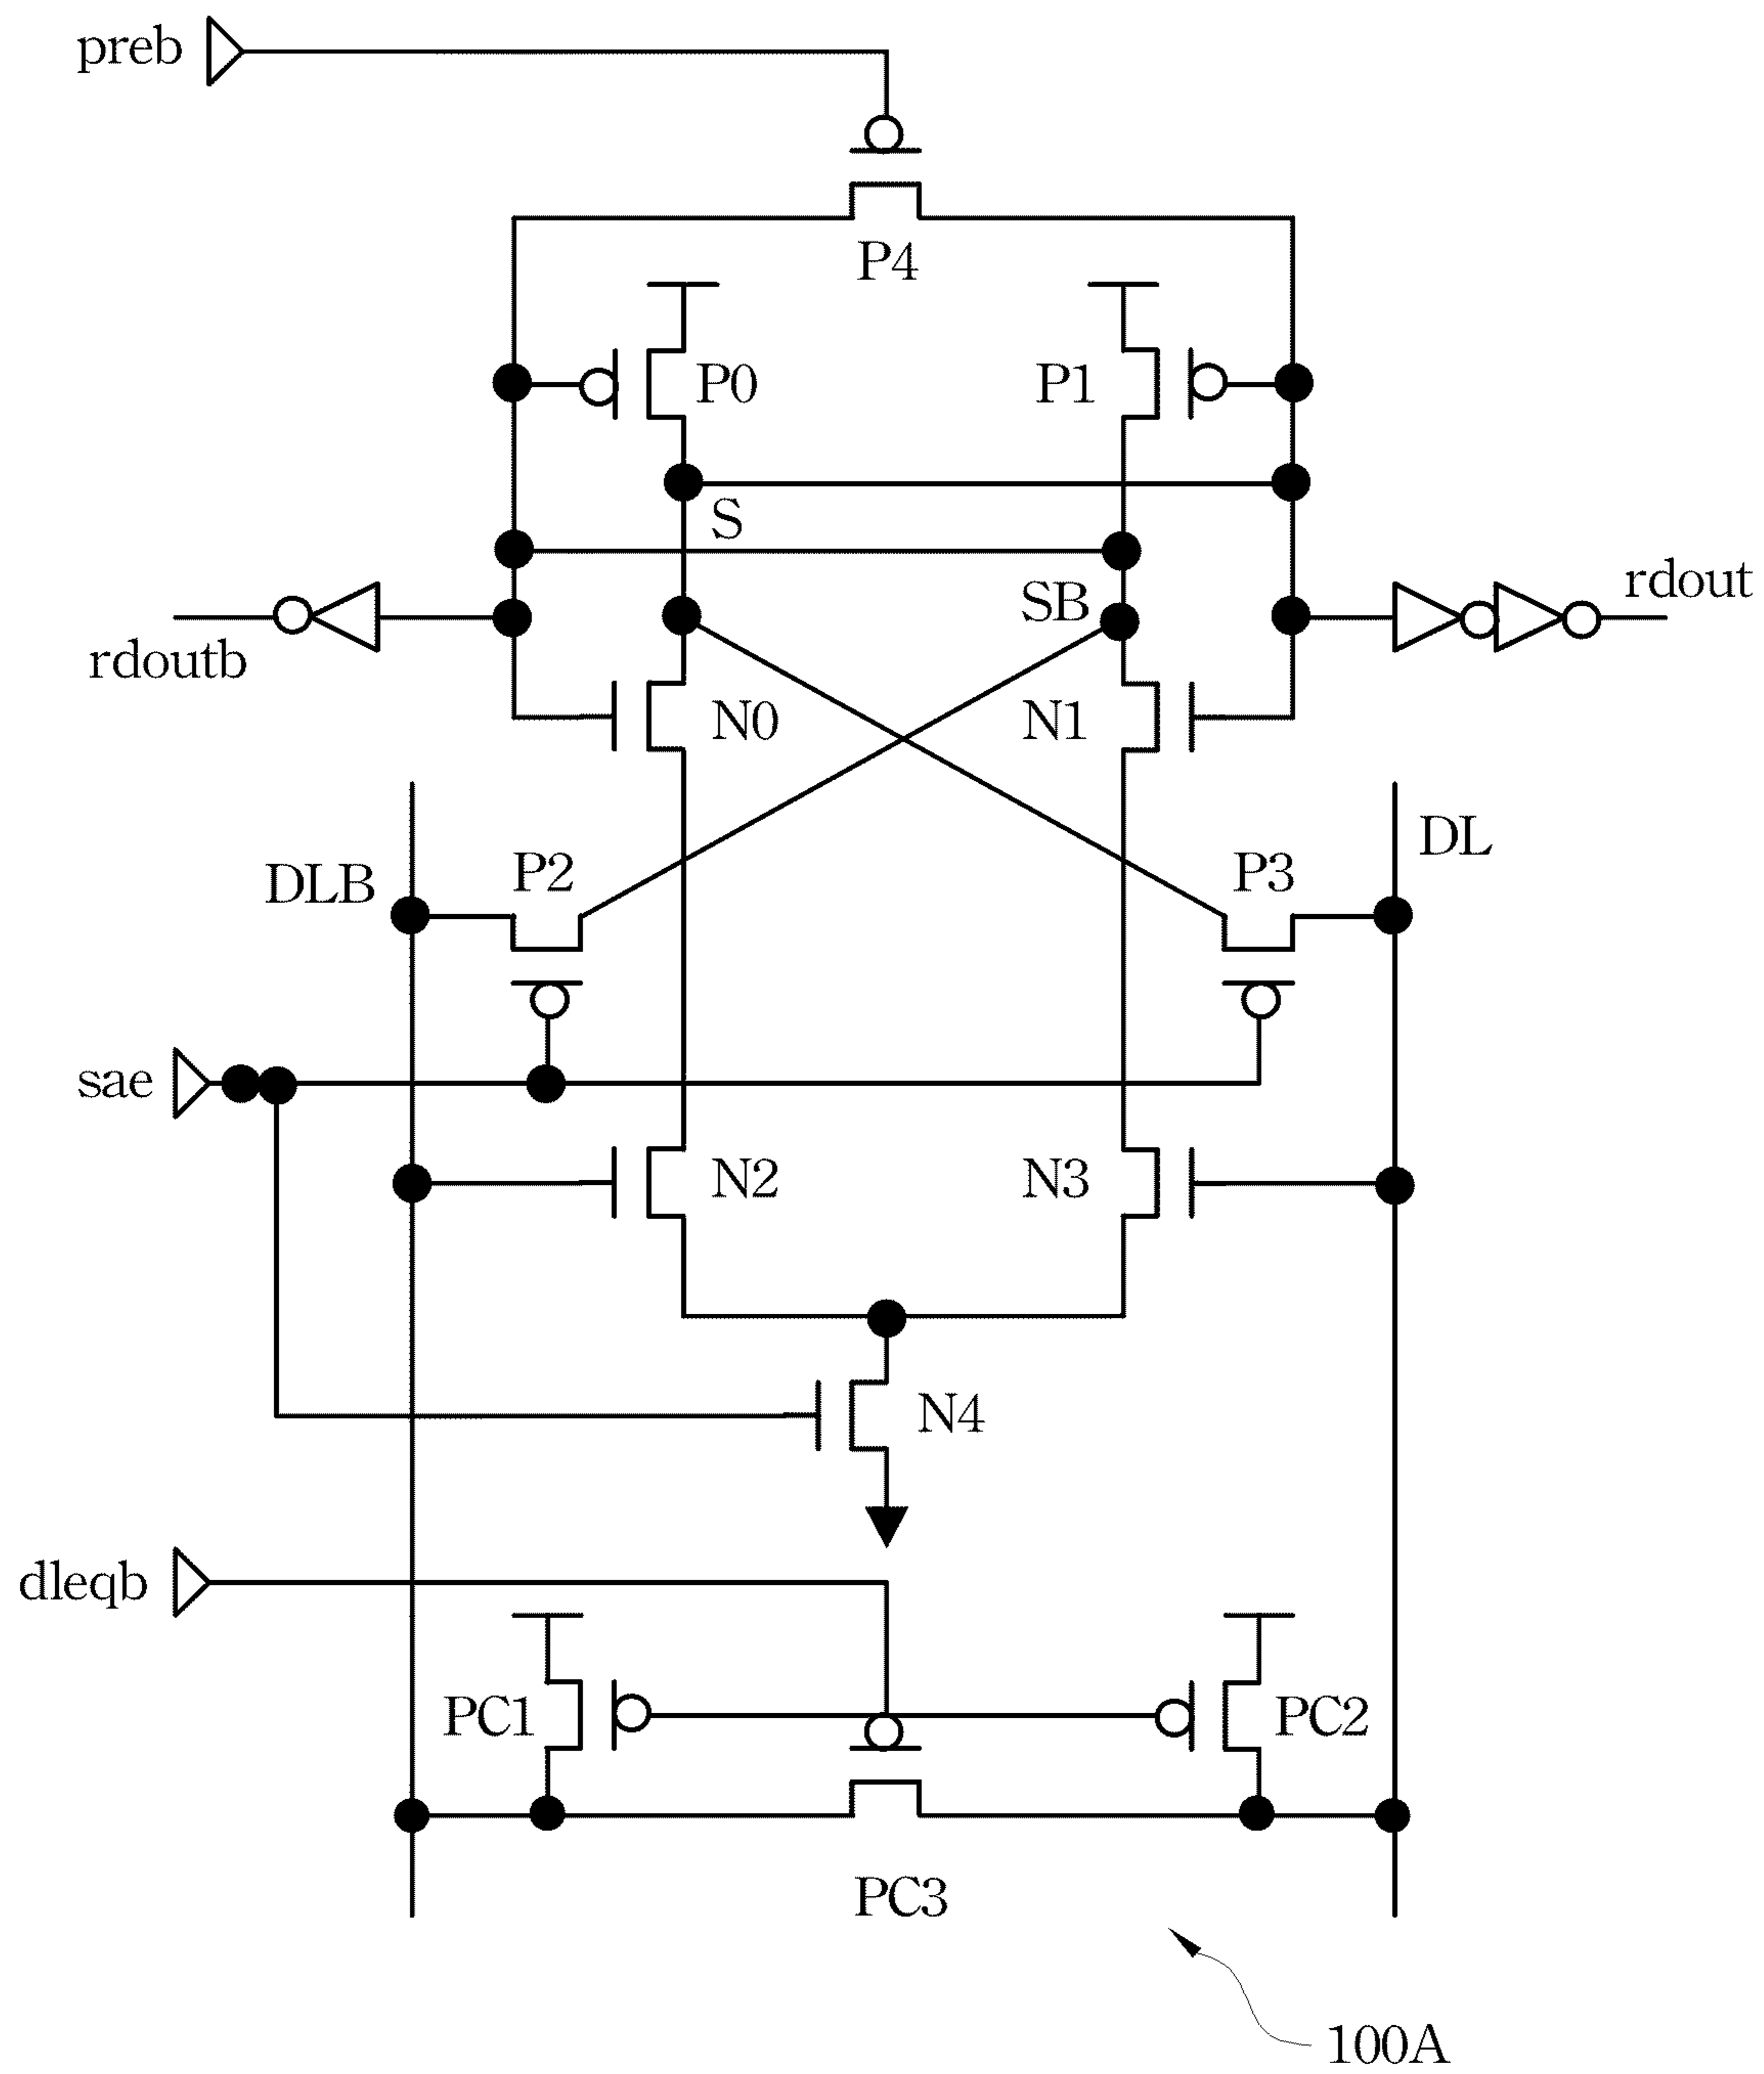 preb
P4
P0
P1
S
SB
rdout
rdoutb
N0
N1
DL
P2
P3
DLB
sae
N2
N3
N4
dleqb
PC1
PC2
PC3
100A